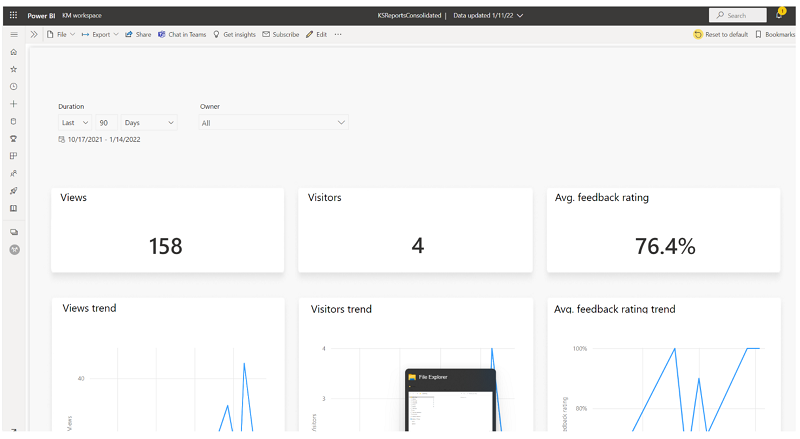 Power BI KM workspace KSReportsConsolidated | Data updated 1/11/22 Search 1
File Export Share Chat in Teams Get insights Subscribe Edit ... Reset to default Bookmarks
Duration Owner
Last 90 Days All
10/17/2021 - 1/14/2022
Views Visitors Avg. feedback rating
158 4 76.4%
Views trend Visitors trend Avg. feedback rating trend
4 100%
File Explorer
40
3
80%
Views
Visitors
feedback rating